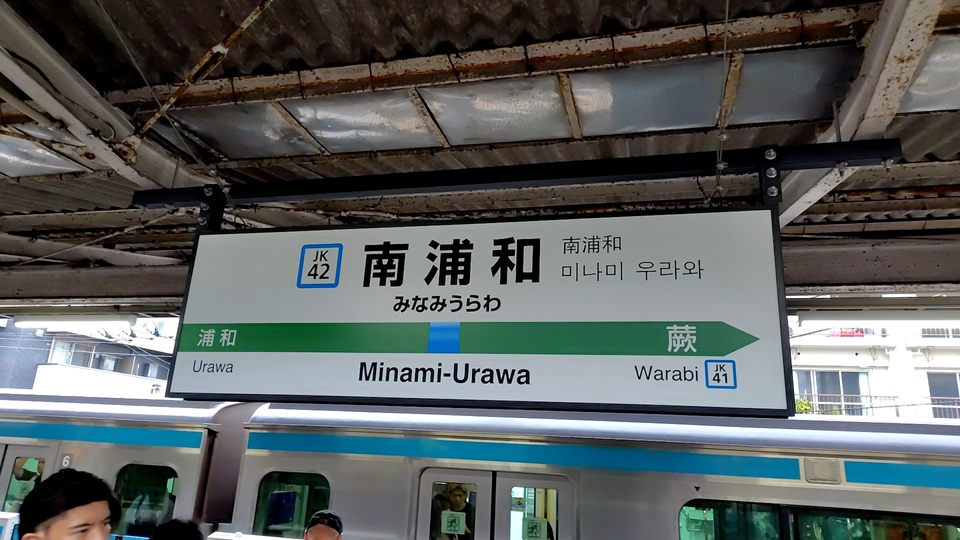 JK
42
南浦和
南浦和
미나미 우라와
みなみうらわ
浦和
蕨
Urawa
Minami-Urawa
Warabi
JK
41
6